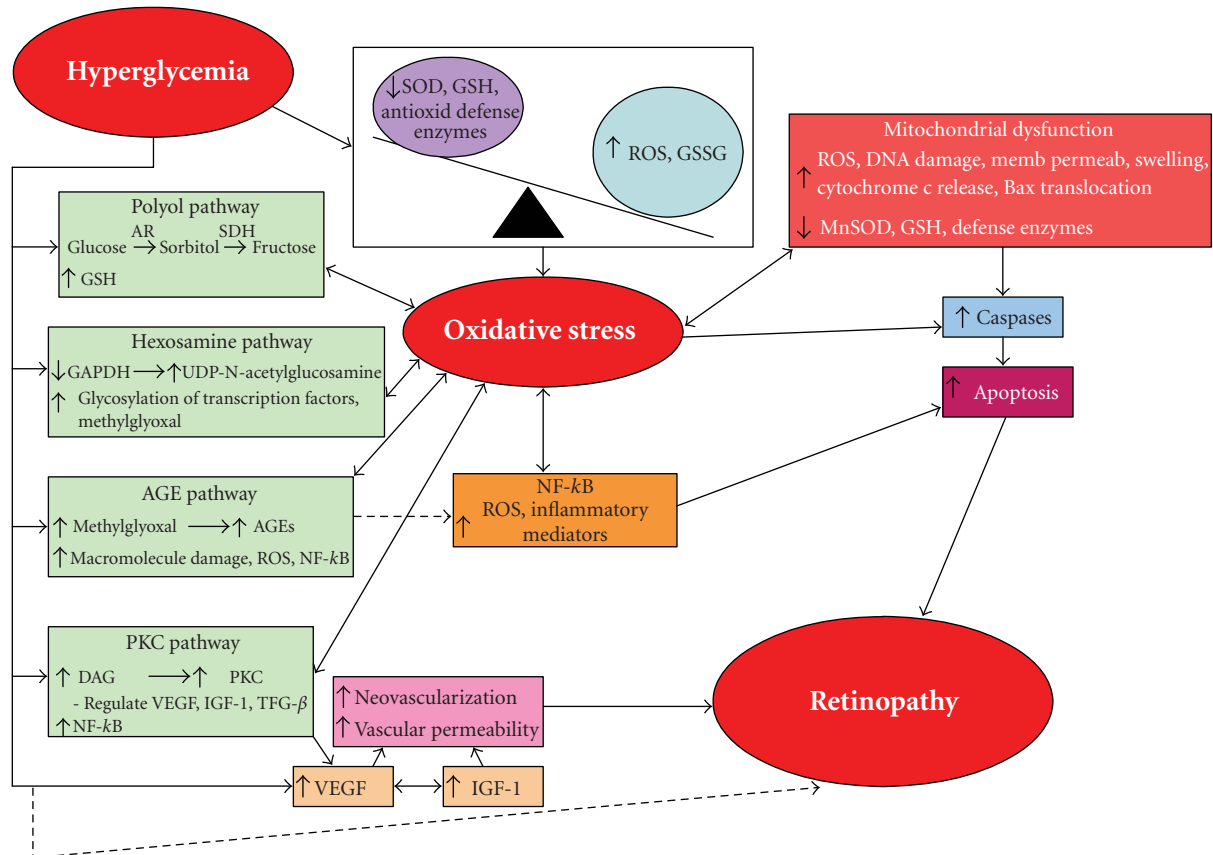 Hyperglycemia
↓SOD, GSH,
antioxid defense
enzymes
↑ ROS, GSSG
Mitochondrial dysfunction
↑ ROS, DNA damage, memb permeab, swelling,
cytochrome c release, Bax translocation
↓ MnSOD, GSH, defense enzymes
Polyol pathway
AR SDH
Glucose → Sorbitol → Fructose
↑ GSH
Oxidative stress
↑ Caspases
Hexosamine pathway
↓GAPDH → ↑UDP-N-acetylglucosamine
↑ Glycosylation of transcription factors,
methylglyoxal
↑ Apoptosis
AGE pathway
↑ Methylglyoxal → ↑ AGEs
↑ Macromolecule damage, ROS, NF-kB
NF-kB
↑ ROS, inflammatory
mediators
PKC pathway
↑ DAG → ↑ PKC
- Regulate VEGF, IGF-1, TFG-β
↑NF-kB
↑ Neovascularization
↑ Vascular permeability
Retinopathy
↑ VEGF
↑ IGF-1